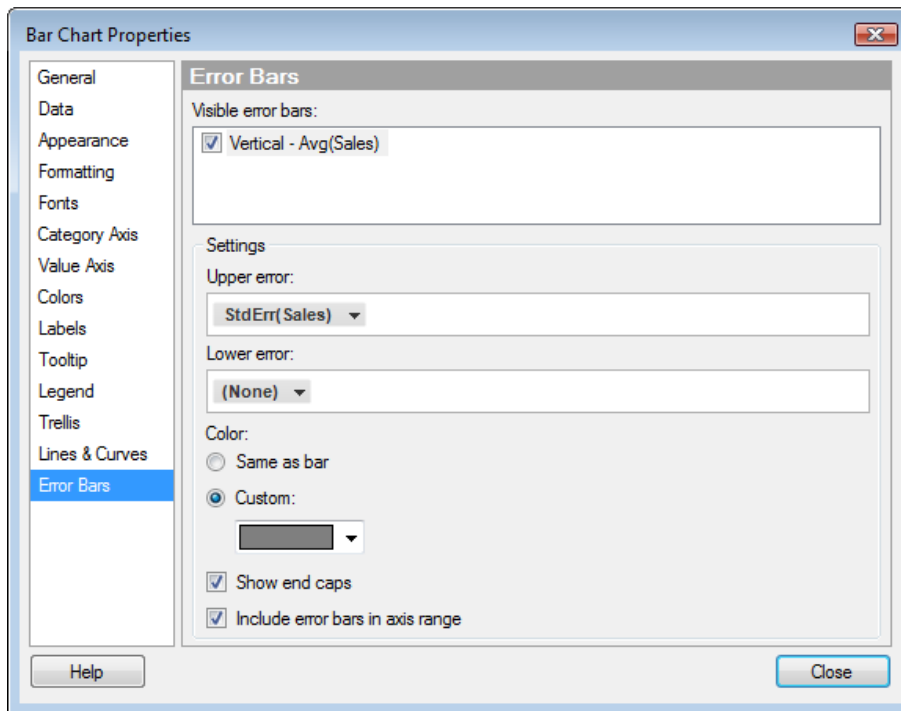 Bar Chart Properties
General
Data
Appearance
Formatting
Fonts
Category Axis
Value Axis
Colors
Labels
Tooltip
Legend
Trellis
Lines & Curves
Error Bars
Error Bars
Visible error bars:
Vertical - Avg(Sales)
Settings
Upper error:
StdErr(Sales)
Lower error:
(None)
Color:
Same as bar
Custom:
Show end caps
Include error bars in axis range
Help
Close